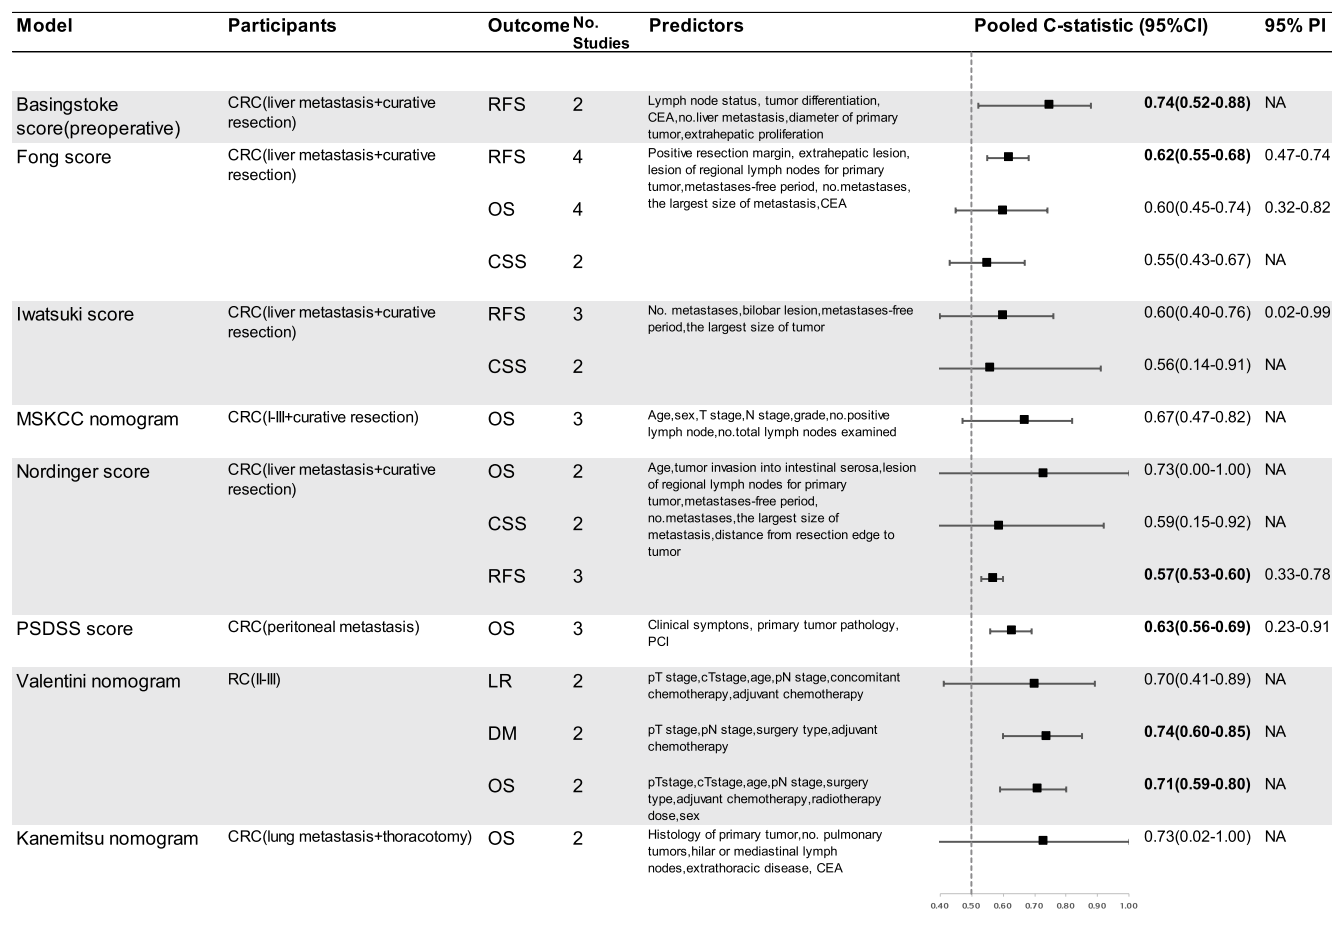 Model Participants Outcome No. Studies Predictors Pooled C-statistic (95%CI) 95% PI
Basingstoke score(preoperative)
CRC(liver metastasis+curative
resection)
RFS 2
Lymph node status, tumor differentiation,
CEA,no.liver metastasis,diameter of primary
tumor,extrahepatic proliferation
0.74(0.52-0.88) NA
Fong score
CRC(liver metastasis+curative
resection)
RFS 4
Positive resection margin, extrahepatic lesion,
lesion of regional lymph nodes for primary
tumor,metastases-free period, no.metastases,
the largest size of metastasis,CEA
0.62(0.55-0.68) 0.47-0.74
OS 4 0.60(0.45-0.74) 0.32-0.82
CSS 2 0.55(0.43-0.67) NA
Iwatsuki score
CRC(liver metastasis+curative
resection)
RFS 3
No. metastases,bilobar lesion,metastases-free
period,the largest size of tumor
0.60(0.40-0.76) 0.02-0.99
CSS 2 0.56(0.14-0.91) NA
MSKCC nomogram
CRC(I-III+curative resection)
OS 3
Age,sex,T stage,N stage,grade,no.positive
lymph node,no.total lymph nodes examined
0.67(0.47-0.82) NA
Nordinger score
CRC(liver metastasis+curative
resection)
OS 2
Age,tumor invasion into intestinal serosa,lesion
of regional lymph nodes for primary
tumor,metastases-free period,
no.metastases,the largest size of
metastasis,distance from resection edge to
tumor
0.73(0.00-1.00) NA
CSS 2 0.59(0.15-0.92) NA
RFS 3 0.57(0.53-0.60) 0.33-0.78
PSDSS score
CRC(peritoneal metastasis)
OS 3
Clinical symptons, primary tumor pathology,
PCI
0.63(0.56-0.69) 0.23-0.91
Valentini nomogram
RC(II-III)
LR 2
pT stage,cTstage,age,pN stage,concomitant
chemotherapy,adjuvant chemotherapy
0.70(0.41-0.89) NA
DM 2
pT stage,pN stage,surgery type,adjuvant
chemotherapy
0.74(0.60-0.85) NA
OS 2
pTstage,cTstage,age,pN stage,surgery
type,adjuvant chemotherapy,radiotherapy
dose,sex
0.71(0.59-0.80) NA
Kanemitsu nomogram
CRC(lung metastasis+thoracotomy)
OS 2
Histology of primary tumor,no. pulmonary
tumors,hilar or mediastinal lymph
nodes,extrathoracic disease, CEA
0.73(0.02-1.00) NA
0.40 0.50 0.60 0.70 0.80 0.90 1.00